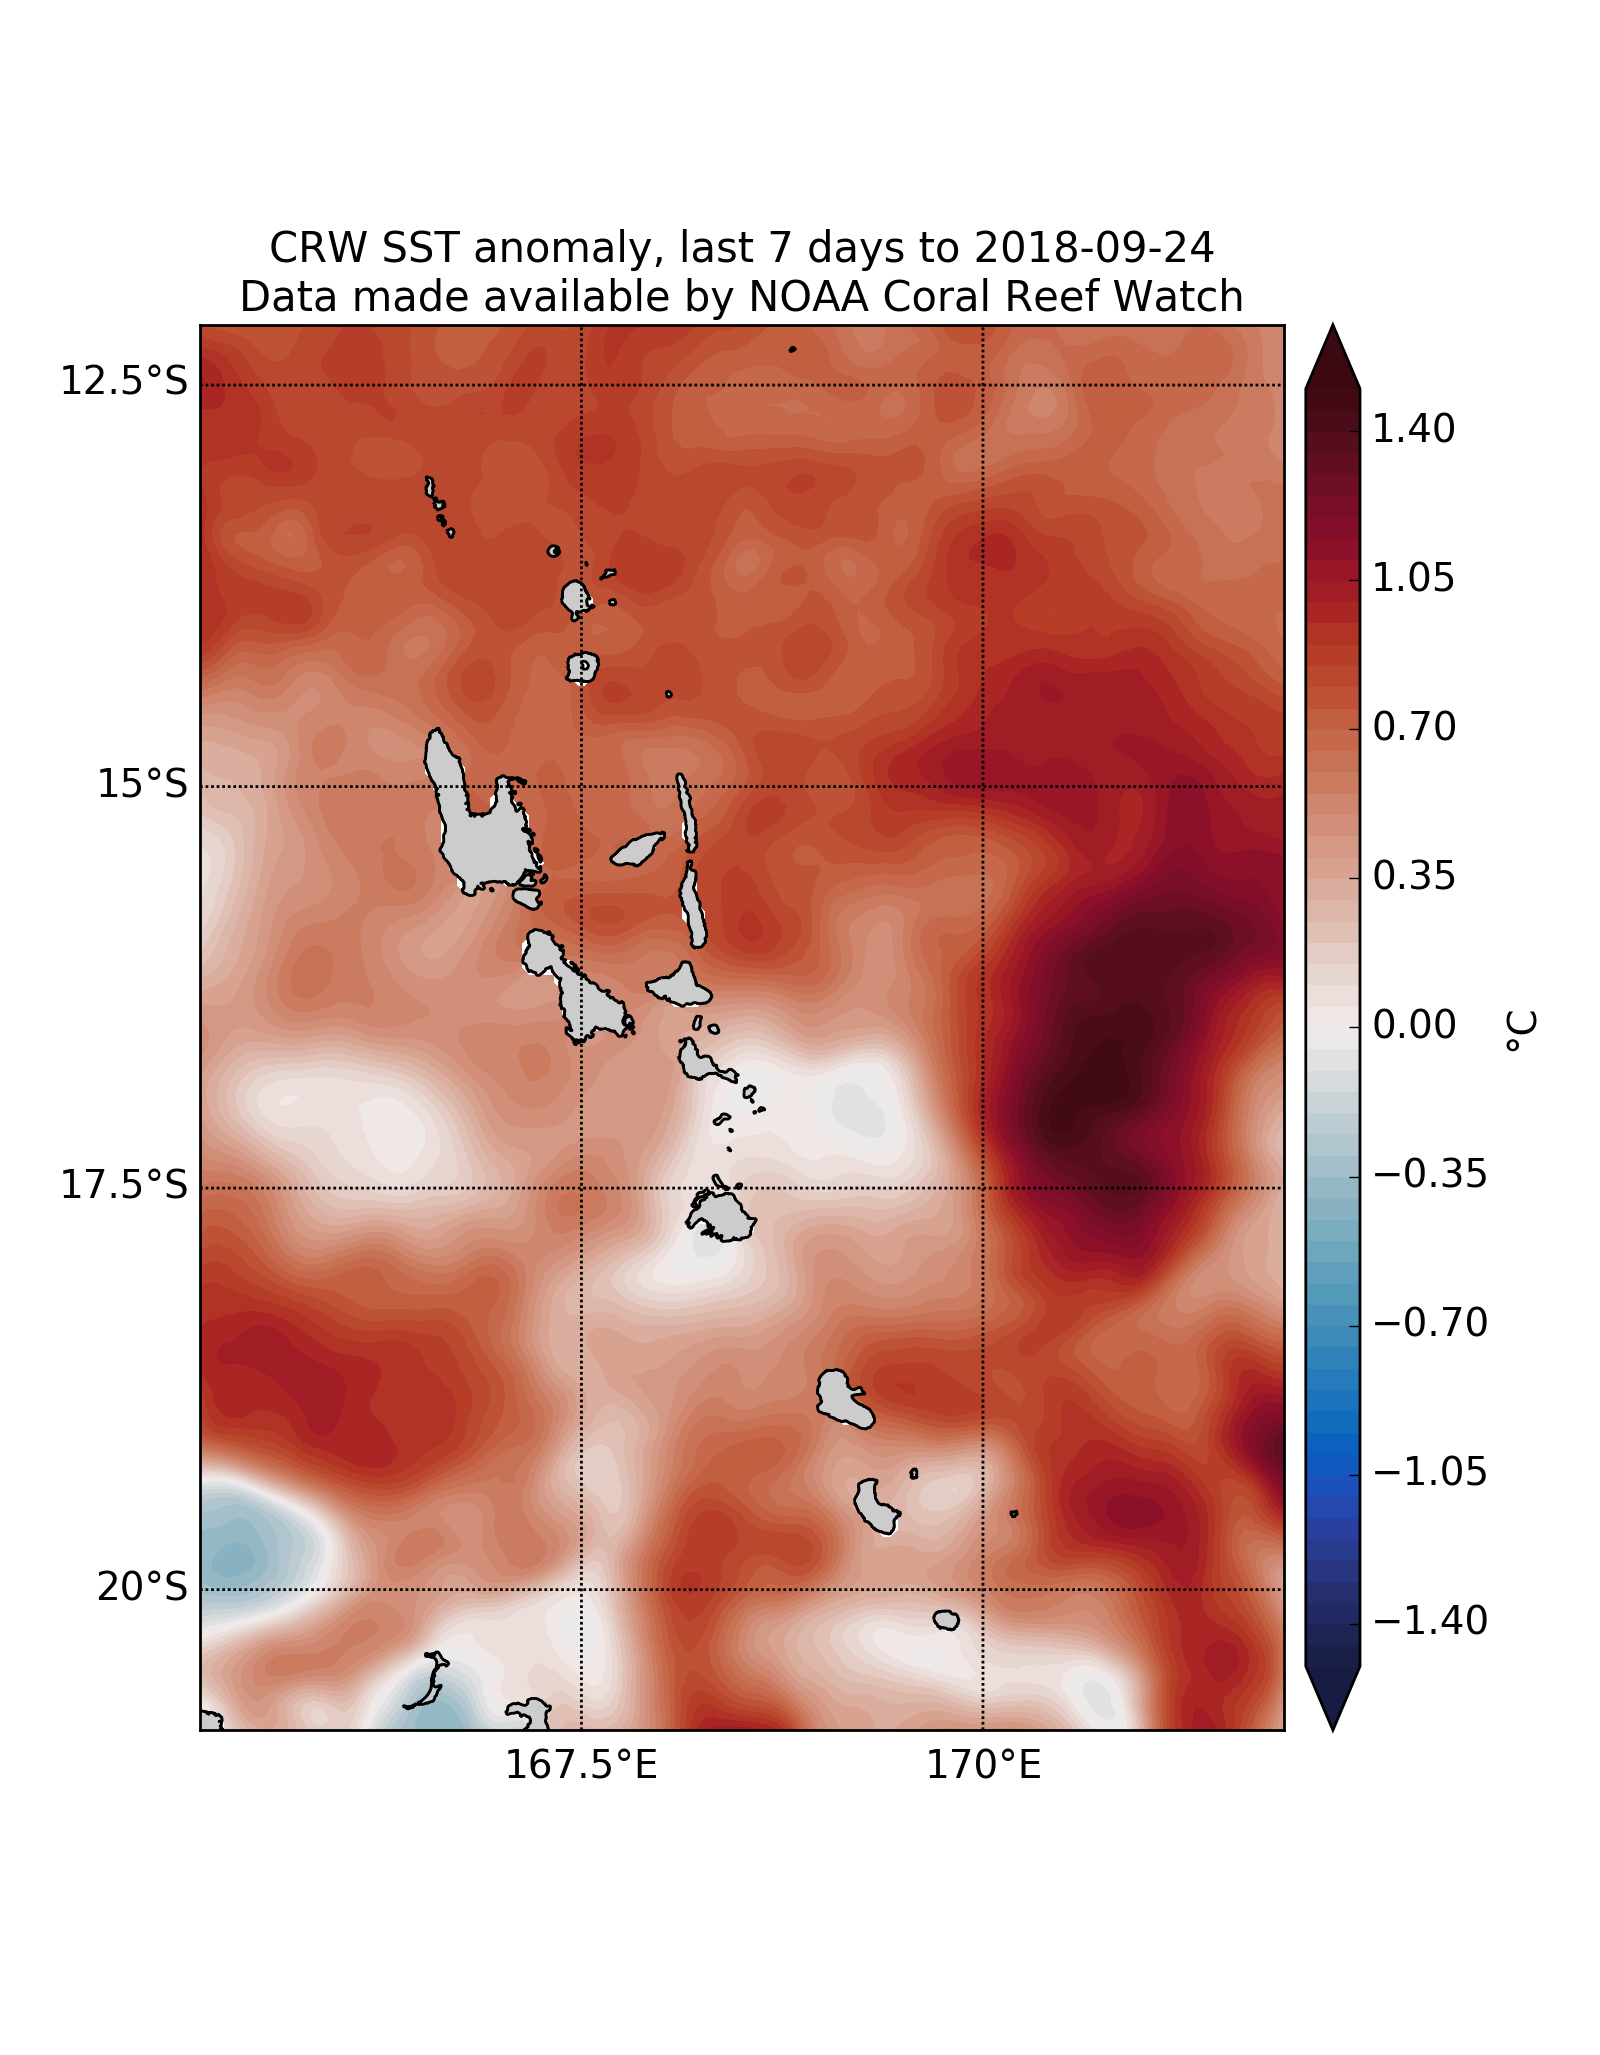 CRW SST anomaly, last 7 days to 2018-09-24
Data made available by NOAA Coral Reef Watch
12.5°S
15°S
17.5°S
20°S
167.5°E
170°E
1.40
1.05
0.70
0.35
0.00
−0.35
−0.70
−1.05
−1.40
°C